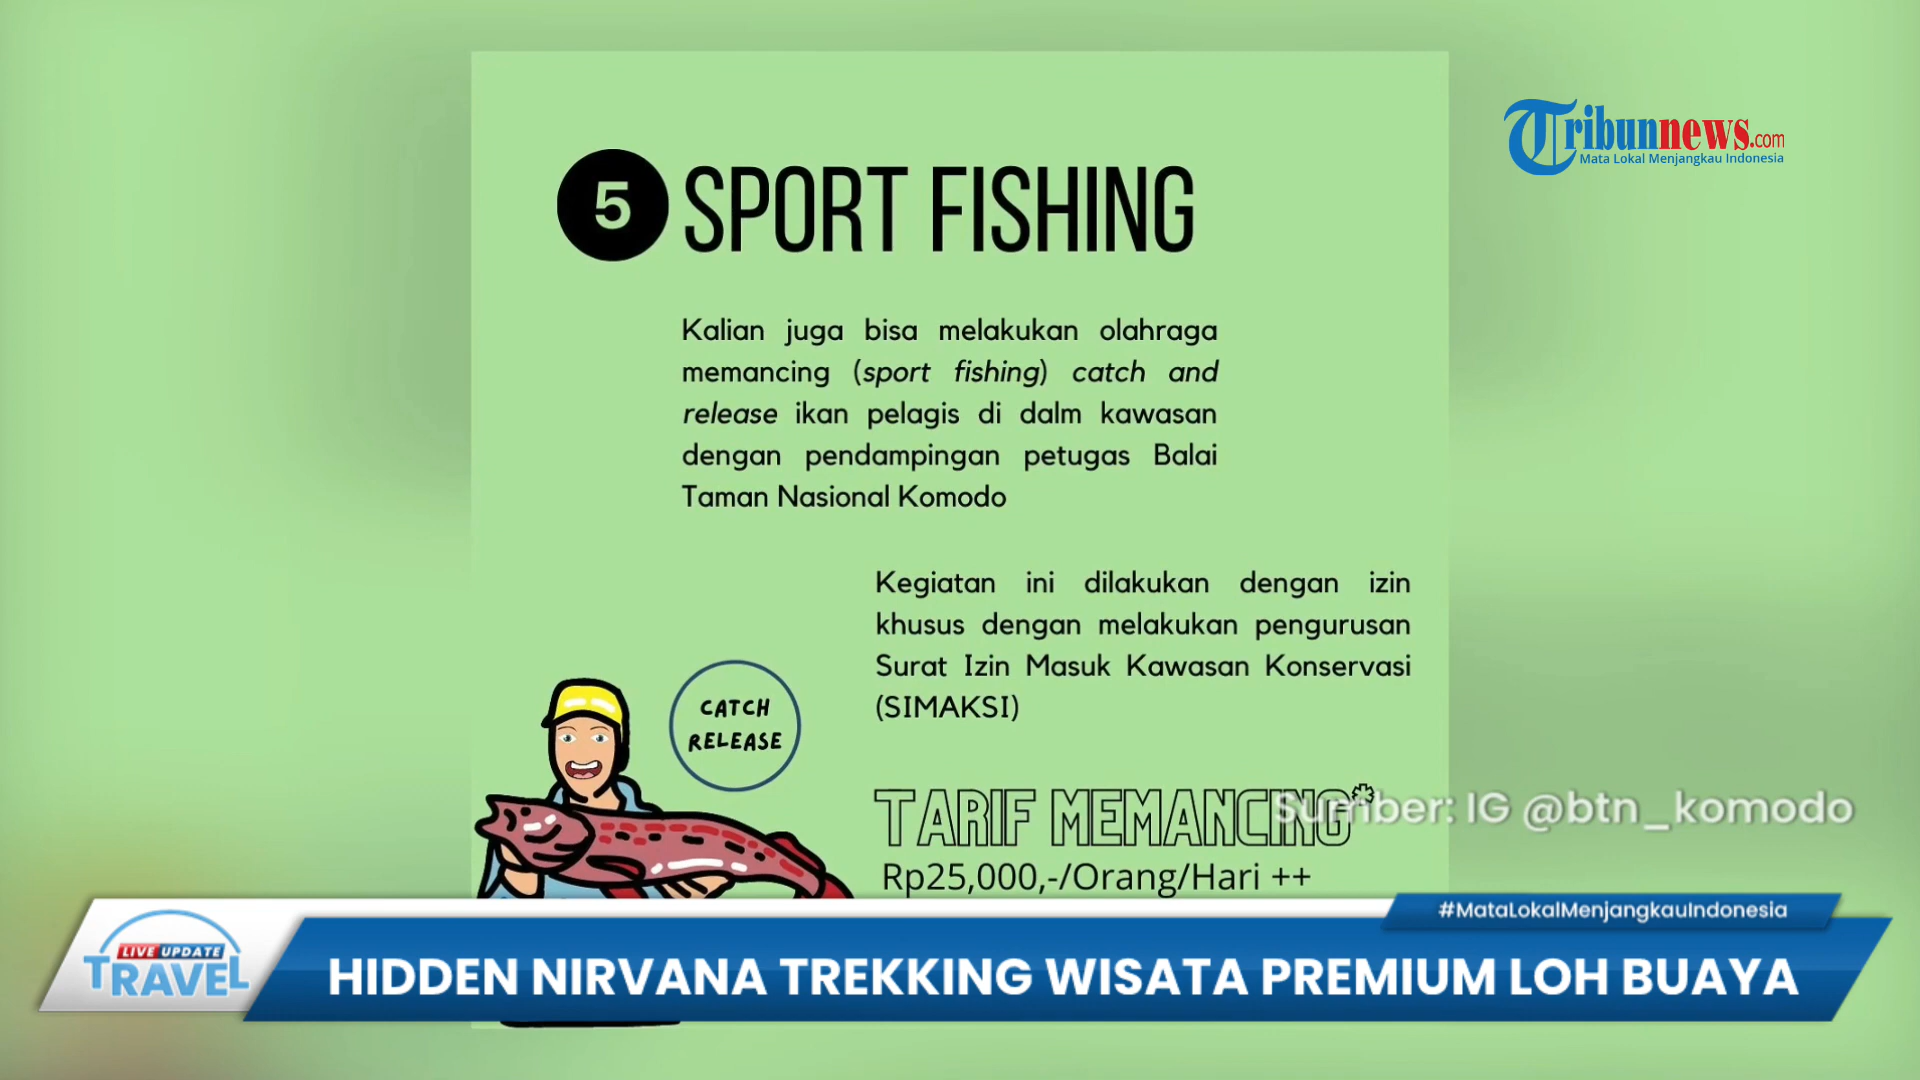 Tribunnews.com
Mata Lokal Menjangkau Indonesia
5 SPORT FISHING
Kalian juga bisa melakukan olahraga
memancing (sport fishing) catch and
release ikan pelagis di dalm kawasan
dengan pendampingan petugas Balai
Taman Nasional Komodo
Kegiatan ini dilakukan dengan izin
khusus dengan melakukan pengurusan
Surat Izin Masuk Kawasan Konservasi
(SIMAKSI)
CATCH
RELEASE
TARIF MEMANCING*
Sumber: IG @btn_komodo
Rp25,000,-/Orang/Hari ++
#MataLokalMenjangkauIndonesia
LIVE UPDATE
TRAVEL
HIDDEN NIRVANA TREKKING WISATA PREMIUM LOH BUAYA